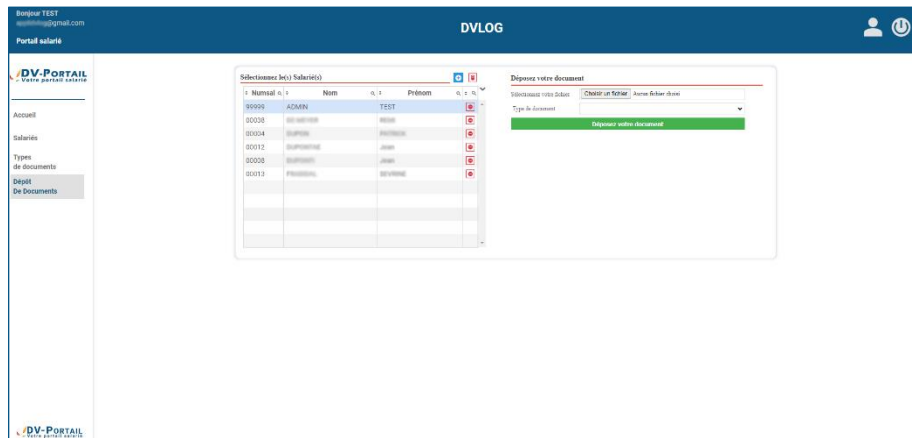 Bonjour TEST
@gmail.com
DVLOG
Portail salarié
DV-PORTAIL
Votre portail salarié
Accueil
Salariés
Types
de documents
Dépôt
De Documents
Sélectionnez le(s) Salarié(s)
Numsal Nom Prénom
99999 ADMIN TEST
00008
00004
00012 Jean
00008 Jean
00013
Déposez votre document
Sélectionnez votre fichier Choisir un fichier Aucun fichier choisi
Type de document
Déposez votre document
DV-PORTAIL
Votre portail salarié